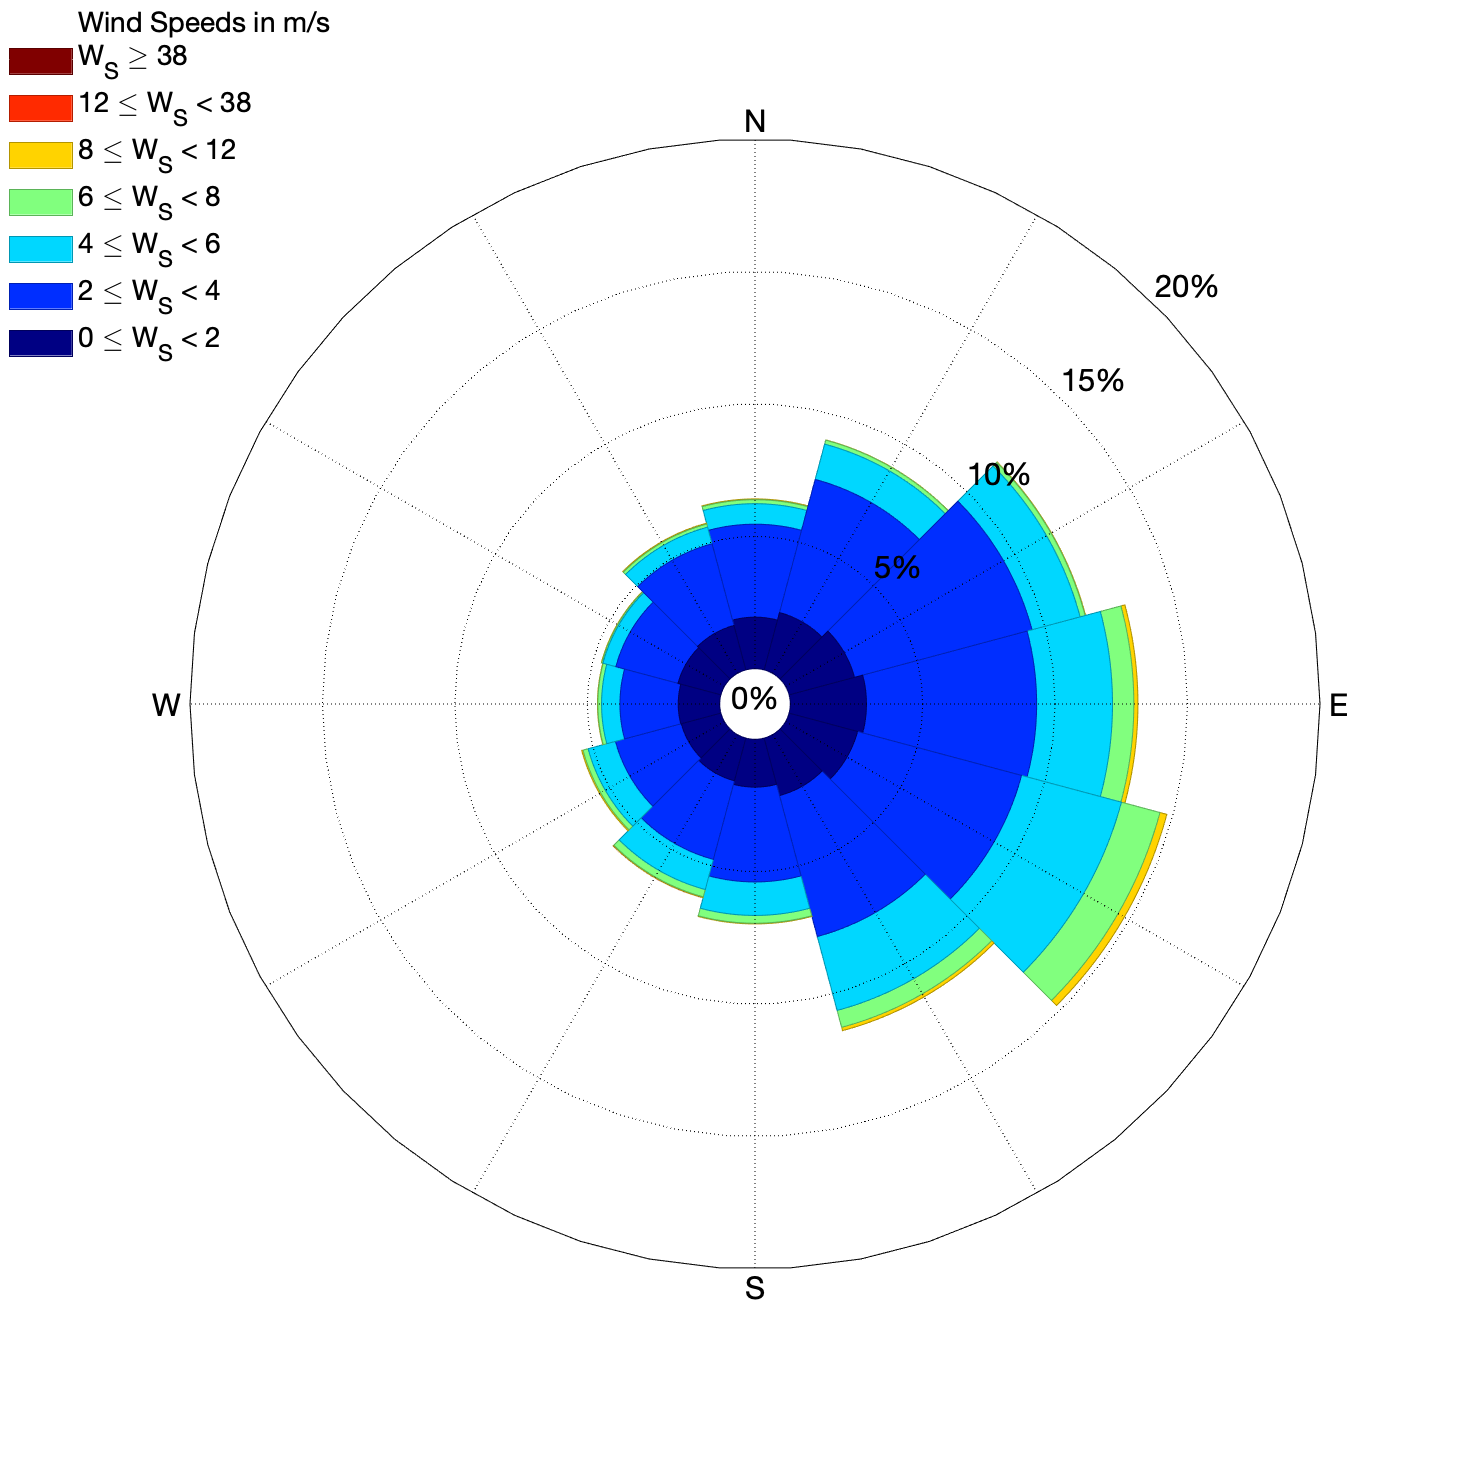 Wind Speeds in m/s
W_S ≥ 38
12 ≤ W_S < 38
8 ≤ W_S < 12
6 ≤ W_S < 8
4 ≤ W_S < 6
2 ≤ W_S < 4
0 ≤ W_S < 2
N
20%
15%
10%
5%
0%
W
E
S